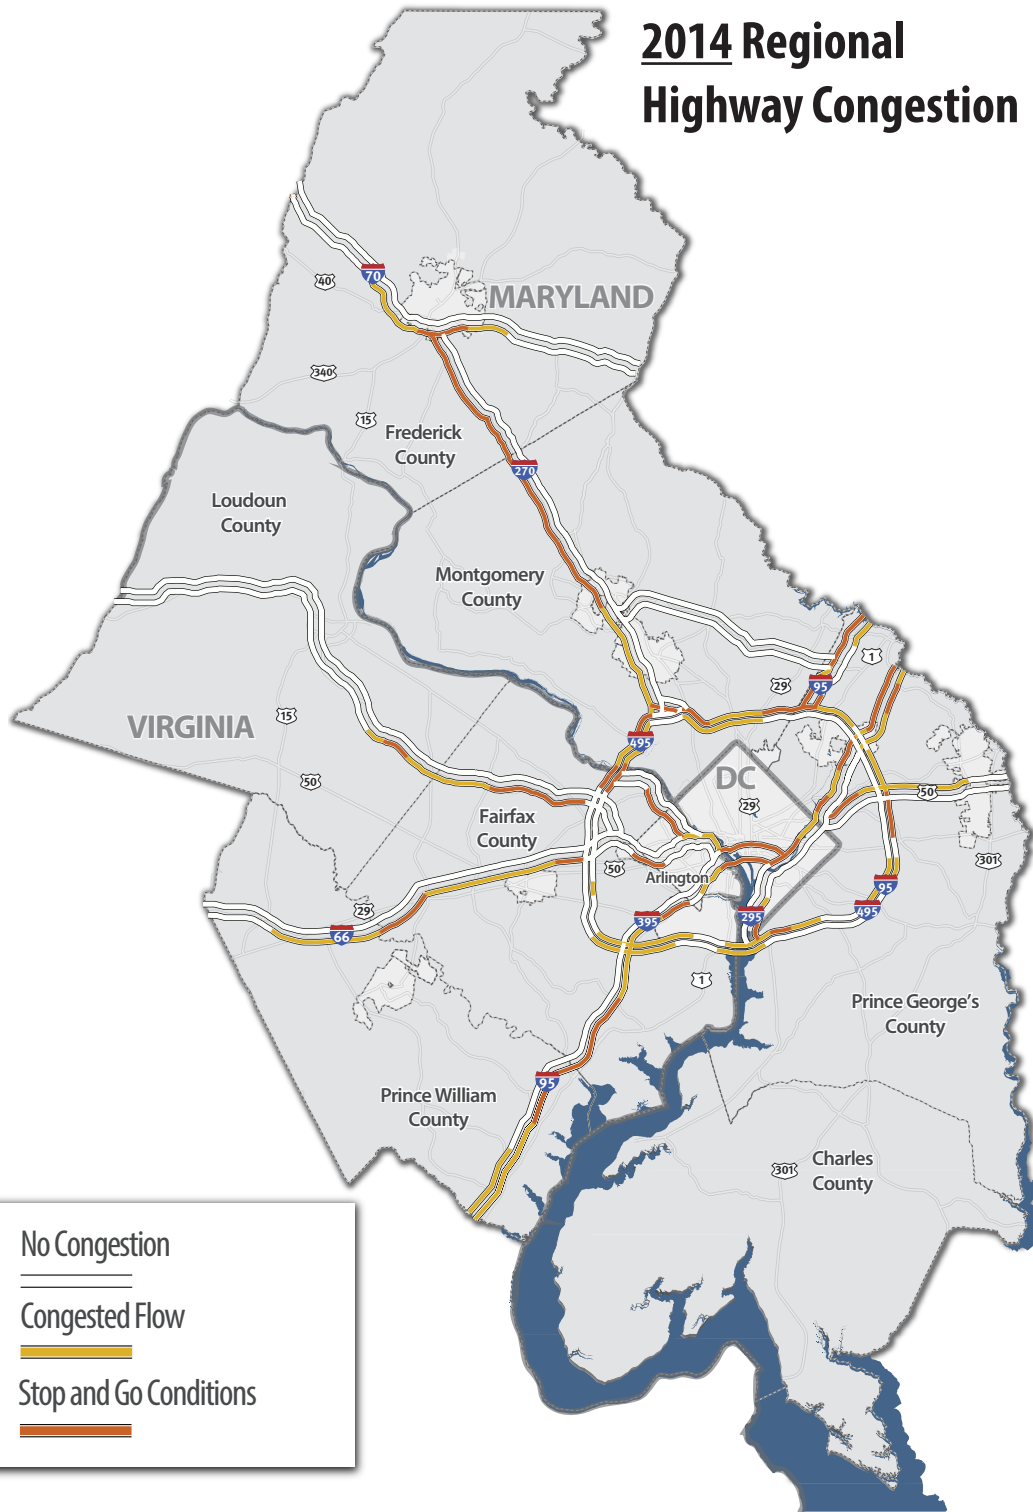 2014 Regional
Highway Congestion
70
40
MARYLAND
340
15
Frederick
County
270
Loudoun
County
Montgomery
County
1
29
95
15
VIRGINIA
495
50
DC
50
29
Fairfax
County
301
50
Arlington
95
29
395
295
495
66
1
Prince George's
County
95
Prince William
County
301
Charles
County
No Congestion
Congested Flow
Stop and Go Conditions